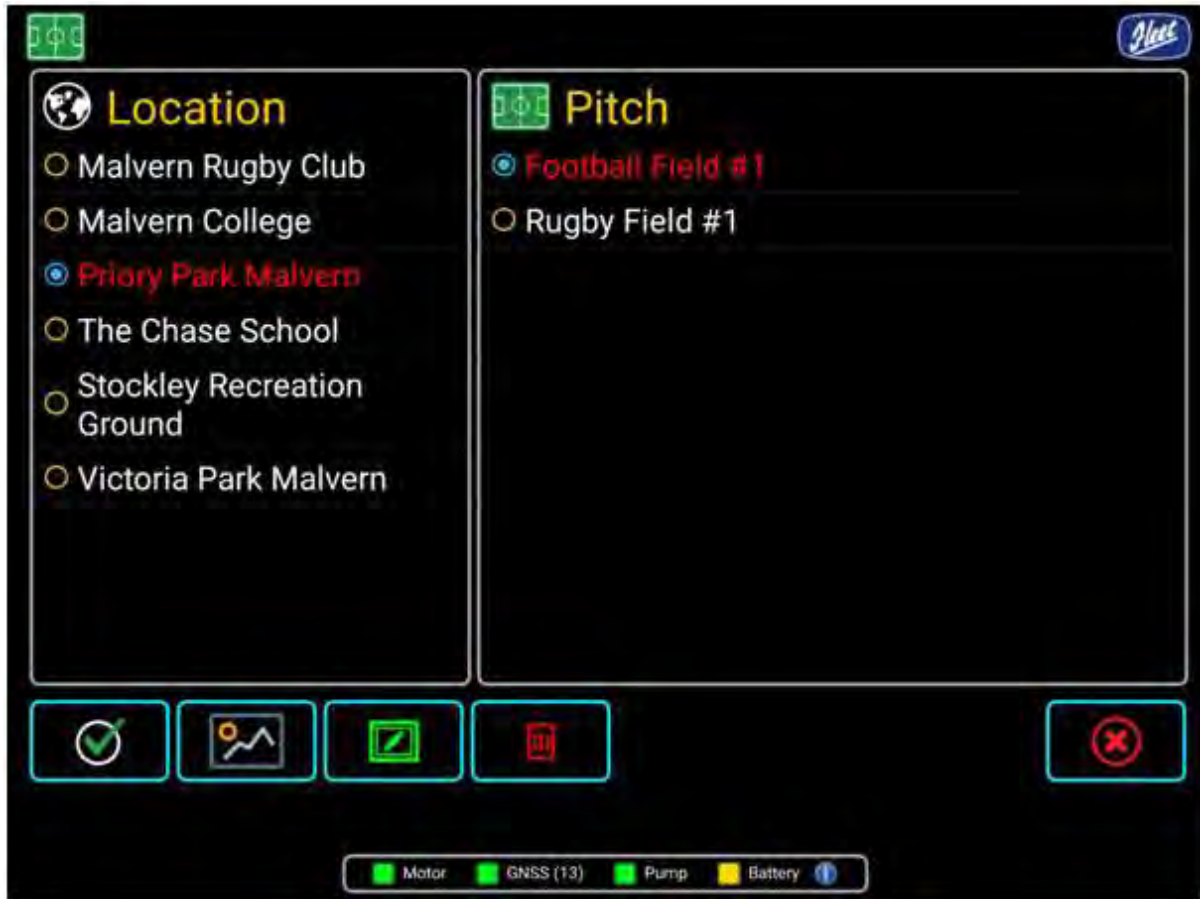 Fleet
Location
Malvern Rugby Club
Malvern College
Priory Park Malvern
The Chase School
Stockley Recreation
Ground
Victoria Park Malvern
Pitch
Football Field #1
Rugby Field #1
Motor
GNSS (13)
Pump
Battery